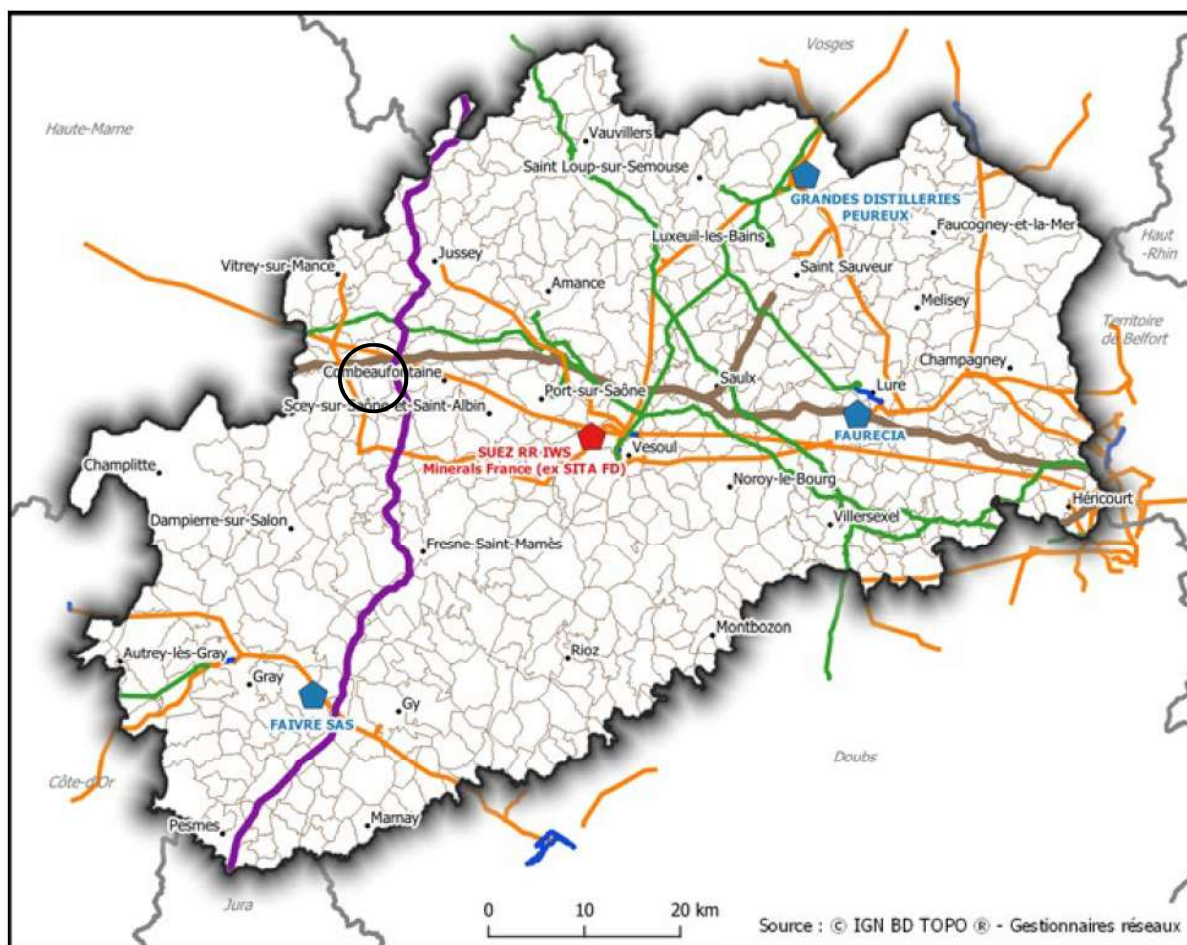 Vosges
Haute-Marne
Vauvillers
Saint Loup-sur-Semouse
GRANDES DISTILLERIES
PEUREUX
Faucogney-et-la-Mer
Luxeuil-les-Bains
Haut
-Rhin
Jussey
Vitrey-sur-Mance
Saint Sauveur
Amance
Melisey
Territoire
de Belfort
Champagney
Combeaufontaine
Saulx
Lure
Port-sur-Saône
Scey-sur-Saône-et-Saint-Albin
FAURECIA
SUEZ RR IWS
Minerals France (ex SITA FD)
Vesoul
Champlitte
Noroy-le-Bourg
Héricourt
Dampierre-sur-Salon
Villersexel
Fresne-Saint-Mamès
Montbozon
Autrey-lès-Gray
Rioz
Gray
Gy
FAIVRE SAS
Doubs
Côte-d'Or
Pesmes
Marnay
Jura
0 10 20 km
Source : © IGN BD TOPO ® - Gestionnaires réseaux